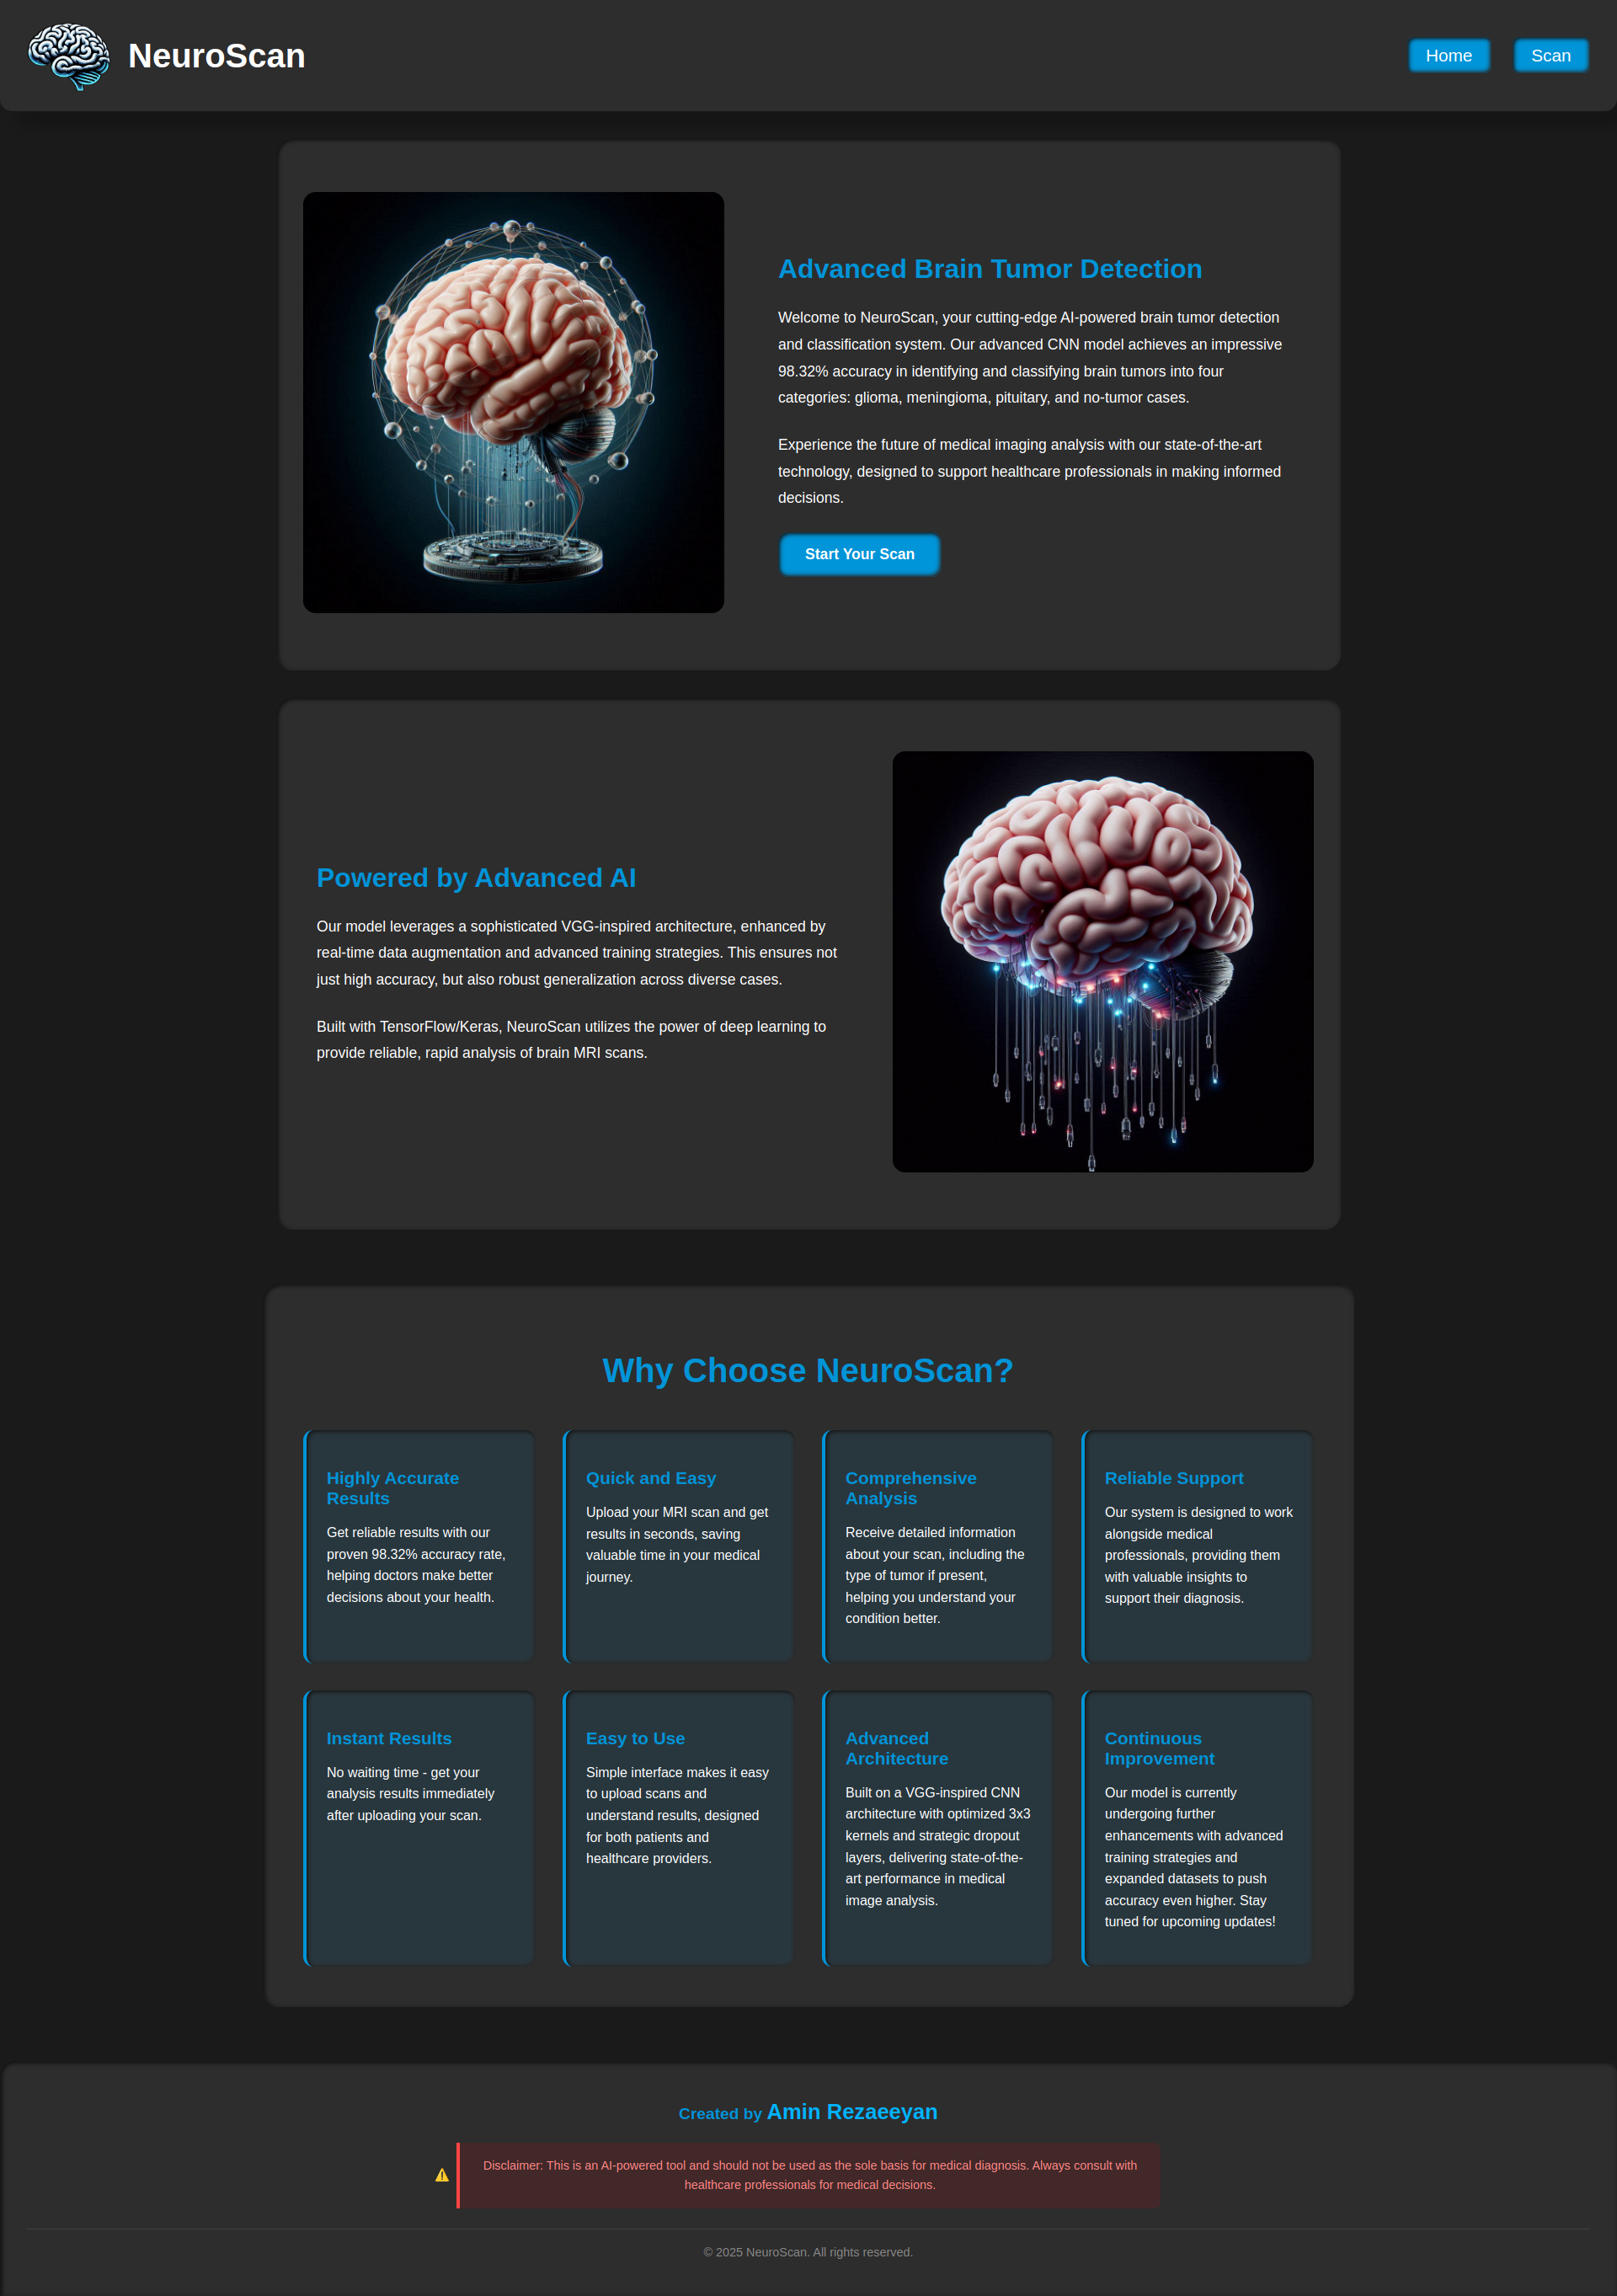 NeuroScan
Home
Scan
Advanced Brain Tumor Detection
Welcome to NeuroScan, your cutting-edge AI-powered brain tumor detection
and classification system. Our advanced CNN model achieves an impressive
98.32% accuracy in identifying and classifying brain tumors into four
categories: glioma, meningioma, pituitary, and no-tumor cases.
Experience the future of medical imaging analysis with our state-of-the-art
technology, designed to support healthcare professionals in making informed
decisions.
Start Your Scan
Powered by Advanced AI
Our model leverages a sophisticated VGG-inspired architecture, enhanced by
real-time data augmentation and advanced training strategies. This ensures not
just high accuracy, but also robust generalization across diverse cases.
Built with TensorFlow/Keras, NeuroScan utilizes the power of deep learning to
provide reliable, rapid analysis of brain MRI scans.
Why Choose NeuroScan?
Highly Accurate
Results
Get reliable results with our
proven 98.32% accuracy rate,
helping doctors make better
decisions about your health.
Quick and Easy
Upload your MRI scan and get
results in seconds, saving
valuable time in your medical
journey.
Comprehensive
Analysis
Receive detailed information
about your scan, including the
type of tumor if present,
helping you understand your
condition better.
Reliable Support
Our system is designed to work
alongside medical
professionals, providing them
with valuable insights to
support their diagnosis.
Instant Results
No waiting time - get your
analysis results immediately
after uploading your scan.
Easy to Use
Simple interface makes it easy
to upload scans and
understand results, designed
for both patients and
healthcare providers.
Advanced
Architecture
Built on a VGG-inspired CNN
architecture with optimized 3x3
kernels and strategic dropout
layers, delivering state-of-the-
art performance in medical
image analysis.
Continuous
Improvement
Our model is currently
undergoing further
enhancements with advanced
training strategies and
expanded datasets to push
accuracy even higher. Stay
tuned for upcoming updates!
Created by Amin Rezaeeyan
Disclaimer: This is an AI-powered tool and should not be used as the sole basis for medical diagnosis. Always consult with
healthcare professionals for medical decisions.
© 2025 NeuroScan. All rights reserved.